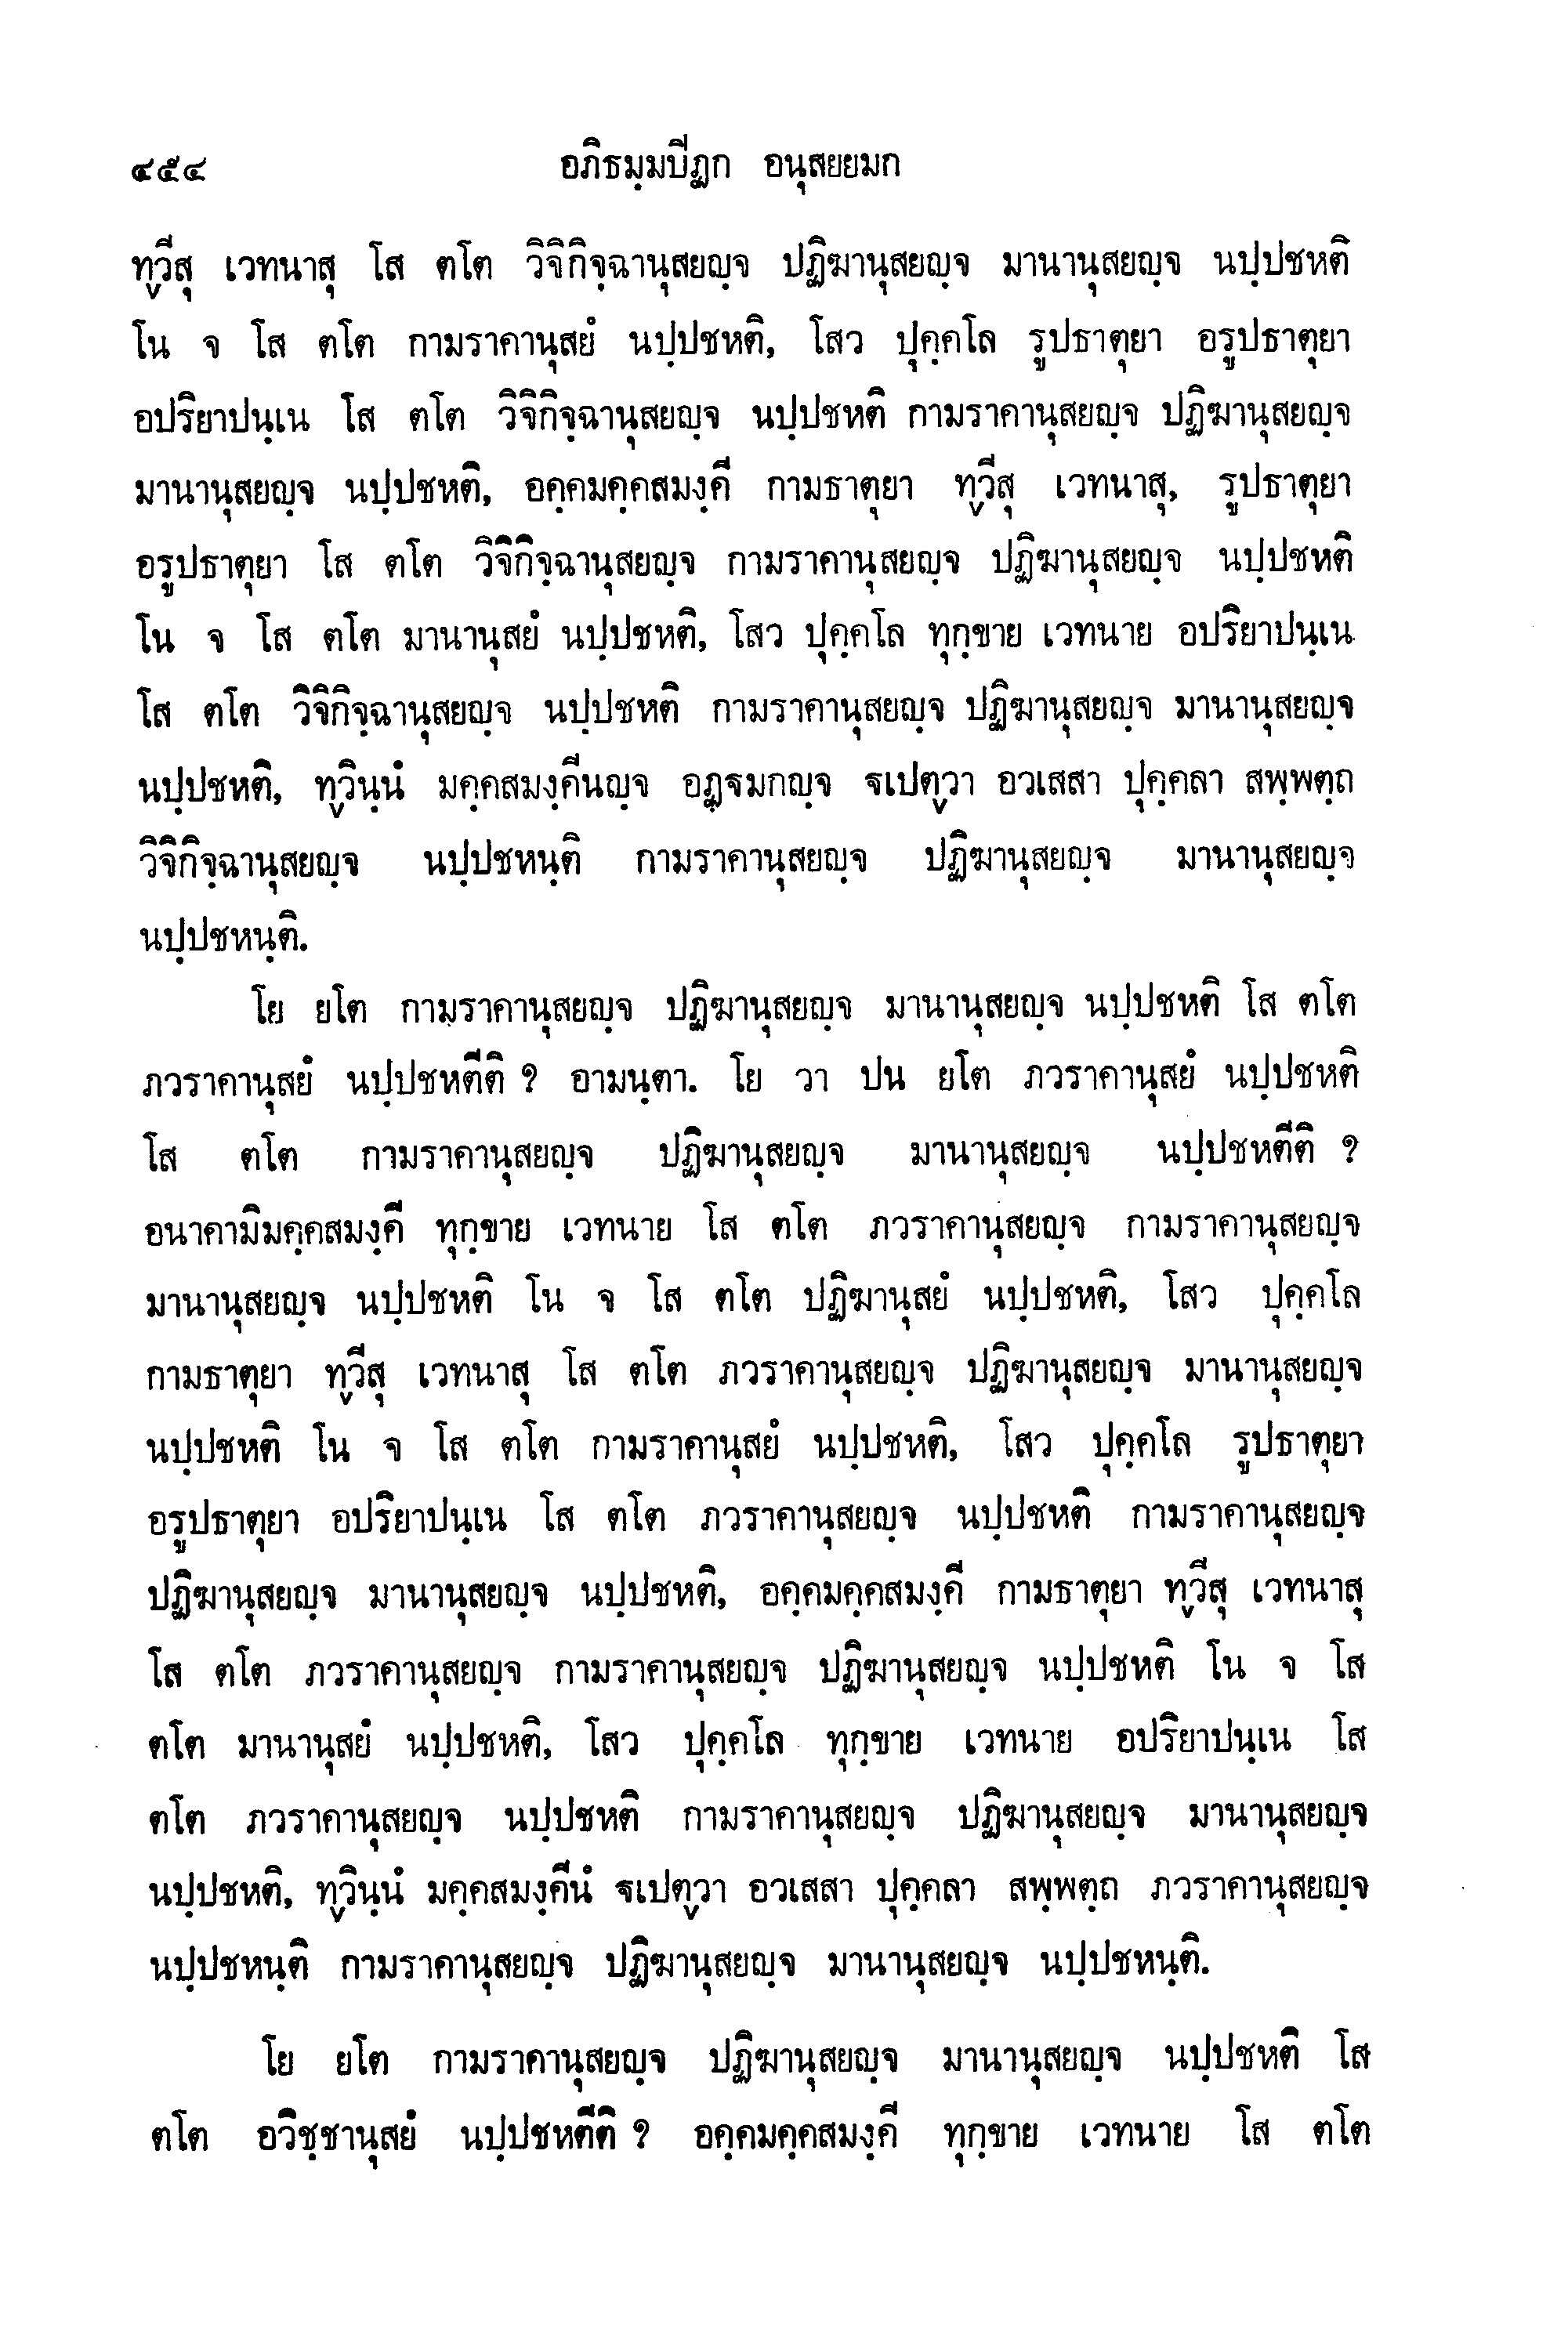 ๔๕๔ อภิธมฺมปีฏก อนุสยยมก
ทฺวีสุ เวทนาสุ โส ตโต วิจิกิจฺฉานุสยญฺจ ปฏิฆานุสยญฺจ มานานุสยญฺจ นปฺปชหติ
โน จ โส ตโต กามราคานุสยํ นปฺปชหติ, โสว ปุคฺคโล รูปธาตุยา อรูปธาตุยา
อปริยาปนฺเน โส ตโต วิจิกิจฺฉานุสยญฺจ นปฺปชหติ กามราคานุสยญฺจ ปฏิฆานุสยญฺจ
มานานุสยญฺจ นปฺปชหติ, อคฺคมคฺคสมงฺคี กามธาตุยา ทฺวีสุ เวทนาสุ, รูปธาตุยา
อรูปธาตุยา โส ตโต วิจิกิจฺฉานุสยญฺจ กามราคานุสยญฺจ ปฏิฆานุสยญฺจ นปฺปชหติ
โน จ โส ตโต มานานุสยํ นปฺปชหติ, โสว ปุคฺคโล ทุกฺขาย เวทนาย อปริยาปนฺเน
โส ตโต วิจิกิจฺฉานุสยญฺจ นปฺปชหติ กามราคานุสยญฺจ ปฏิฆานุสยญฺจ มานานุสยญฺจ
นปฺปชหติ, ทฺวินฺนํ มคฺคสมงฺคีนญฺจ อฏฺฐมกญฺจ ฐเปตฺวา อวเสสา ปุคฺคลา สพฺพตฺถ
วิจิกิจฺฉานุสยญฺจ นปฺปชหนฺติ กามราคานุสยญฺจ ปฏิฆานุสยญฺจ มานานุสยญฺจ
นปฺปชหนฺติ.
โย ยโต กามราคานุสยญฺจ ปฏิฆานุสยญฺจ มานานุสยญฺจ นปฺปชหติ โส ตโต
ภวราคานุสยํ นปฺปชหตีติ ? อามนฺตา. โย วา ปน ยโต ภวราคานุสยํ นปฺปชหติ
โส ตโต กามราคานุสยญฺจ ปฏิฆานุสยญฺจ มานานุสยญฺจ นปฺปชหตีติ ?
อนาคามิมคฺคสมงฺคี ทุกฺขาย เวทนาย โส ตโต ภวราคานุสยญฺจ กามราคานุสยญฺจ
มานานุสยญฺจ นปฺปชหติ โน จ โส ตโต ปฏิฆานุสยํ นปฺปชหติ, โสว ปุคฺคโล
กามธาตุยา ทฺวีสุ เวทนาสุ โส ตโต ภวราคานุสยญฺจ ปฏิฆานุสยญฺจ มานานุสยญฺจ
นปฺปชหติ โน จ โส ตโต กามราคานุสยํ นปฺปชหติ, โสว ปุคฺคโล รูปธาตุยา
อรูปธาตุยา อปริยาปนฺเน โส ตโต ภวราคานุสยญฺจ นปฺปชหติ กามราคานุสยญฺจ
ปฏิฆานุสยญฺจ มานานุสยญฺจ นปฺปชหติ, อคฺคมคฺคสมงฺคี กามธาตุยา ทฺวีสุ เวทนาสุ
โส ตโต ภวราคานุสยญฺจ กามราคานุสยญฺจ ปฏิฆานุสยญฺจ นปฺปชหติ โน จ โส
ตโต มานานุสยํ นปฺปชหติ, โสว ปุคฺคโล ทุกฺขาย เวทนาย อปริยาปนฺเน โส
ตโต ภวราคานุสยญฺจ นปฺปชหติ กามราคานุสยญฺจ ปฏิฆานุสยญฺจ มานานุสยญฺจ
นปฺปชหติ, ทฺวินฺนํ มคฺคสมงฺคีนํ ฐเปตฺวา อวเสสา ปุคฺคลา สพฺพตฺถ ภวราคานุสยญฺจ
นปฺปชหนฺติ กามราคานุสยญฺจ ปฏิฆานุสยญฺจ มานานุสยญฺจ นปฺปชหนฺติ.
โย ยโต กามราคานุสยญฺจ ปฏิฆานุสยญฺจ มานานุสยญฺจ นปฺปชหติ โส
ตโต อวิชฺชานุสยํ นปฺปชหตีติ ? อคฺคมคฺคสมงฺคี ทุกฺขาย เวทนาย โส ตโต